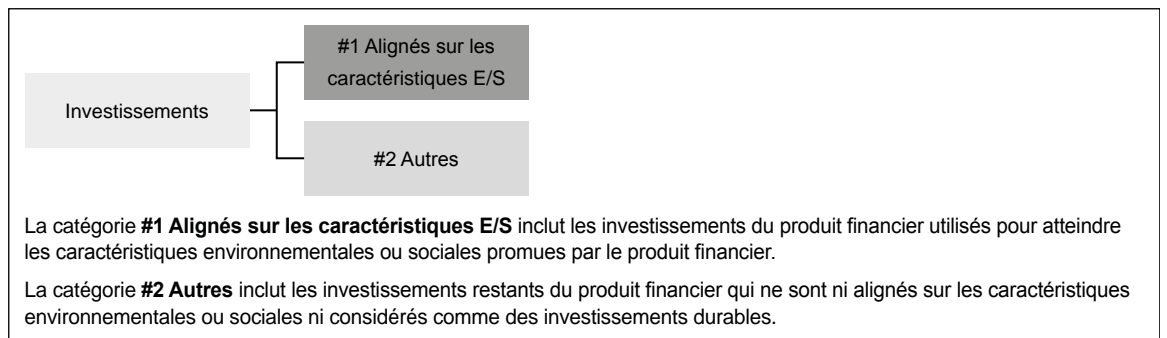 #1 Alignés sur les
caractéristiques E/S
Investissements
#2 Autres
La catégorie #1 Alignés sur les caractéristiques E/S inclut les investissements du produit financier utilisés pour atteindre
les caractéristiques environnementales ou sociales promues par le produit financier.
La catégorie #2 Autres inclut les investissements restants du produit financier qui ne sont ni alignés sur les caractéristiques
environnementales ou sociales ni considérés comme des investissements durables.